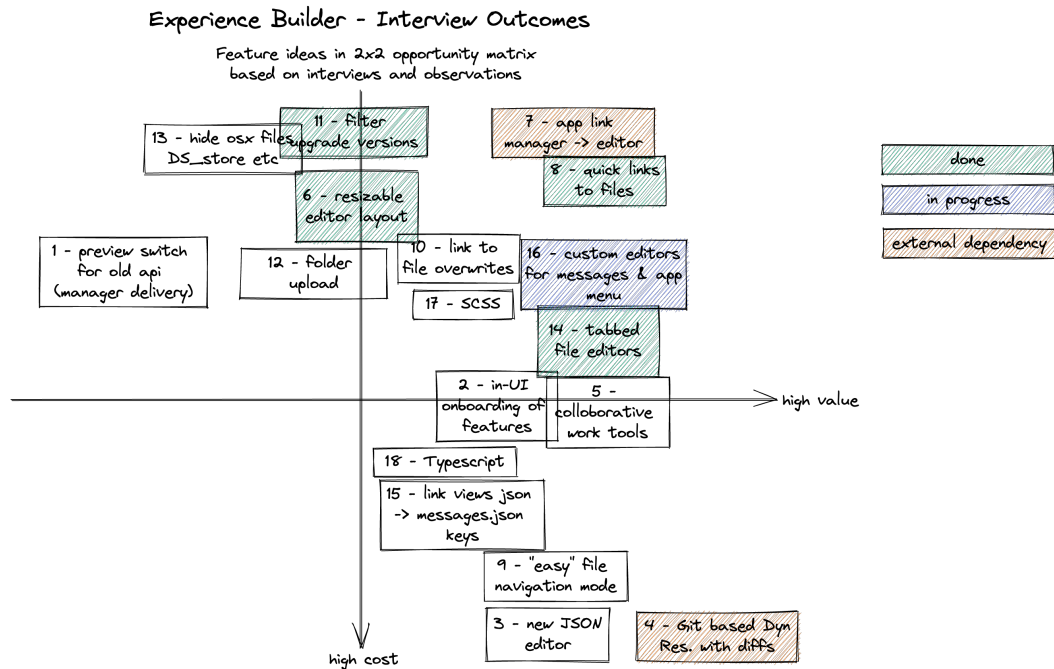 Experience Builder - Interview Outcomes
Feature ideas in 2x2 opportunity matrix
based on interviews and observations
13 - hide osx files
DS_store etc
11 - filter
upgrade versions
7 - app link
manager -> editor
8 - quick links
to files
done
in progress
external dependency
6 - resizable
editor layout
1 - preview switch
for old api
(manager delivery)
12 - folder
upload
10 - link to
file overwrites
16 - custom editors
for messages & app
menu
17 - SCSS
14 - tabbed
file editors
2 - in-UI
onboarding of
features
5 -
colloborative
work tools
high value
18 - Typescript
15 - link views json
-> messages.json
keys
9 - "easy" file
navigation mode
3 - new JSON
editor
4 - Git based Dyn
Res. with diffs
high cost